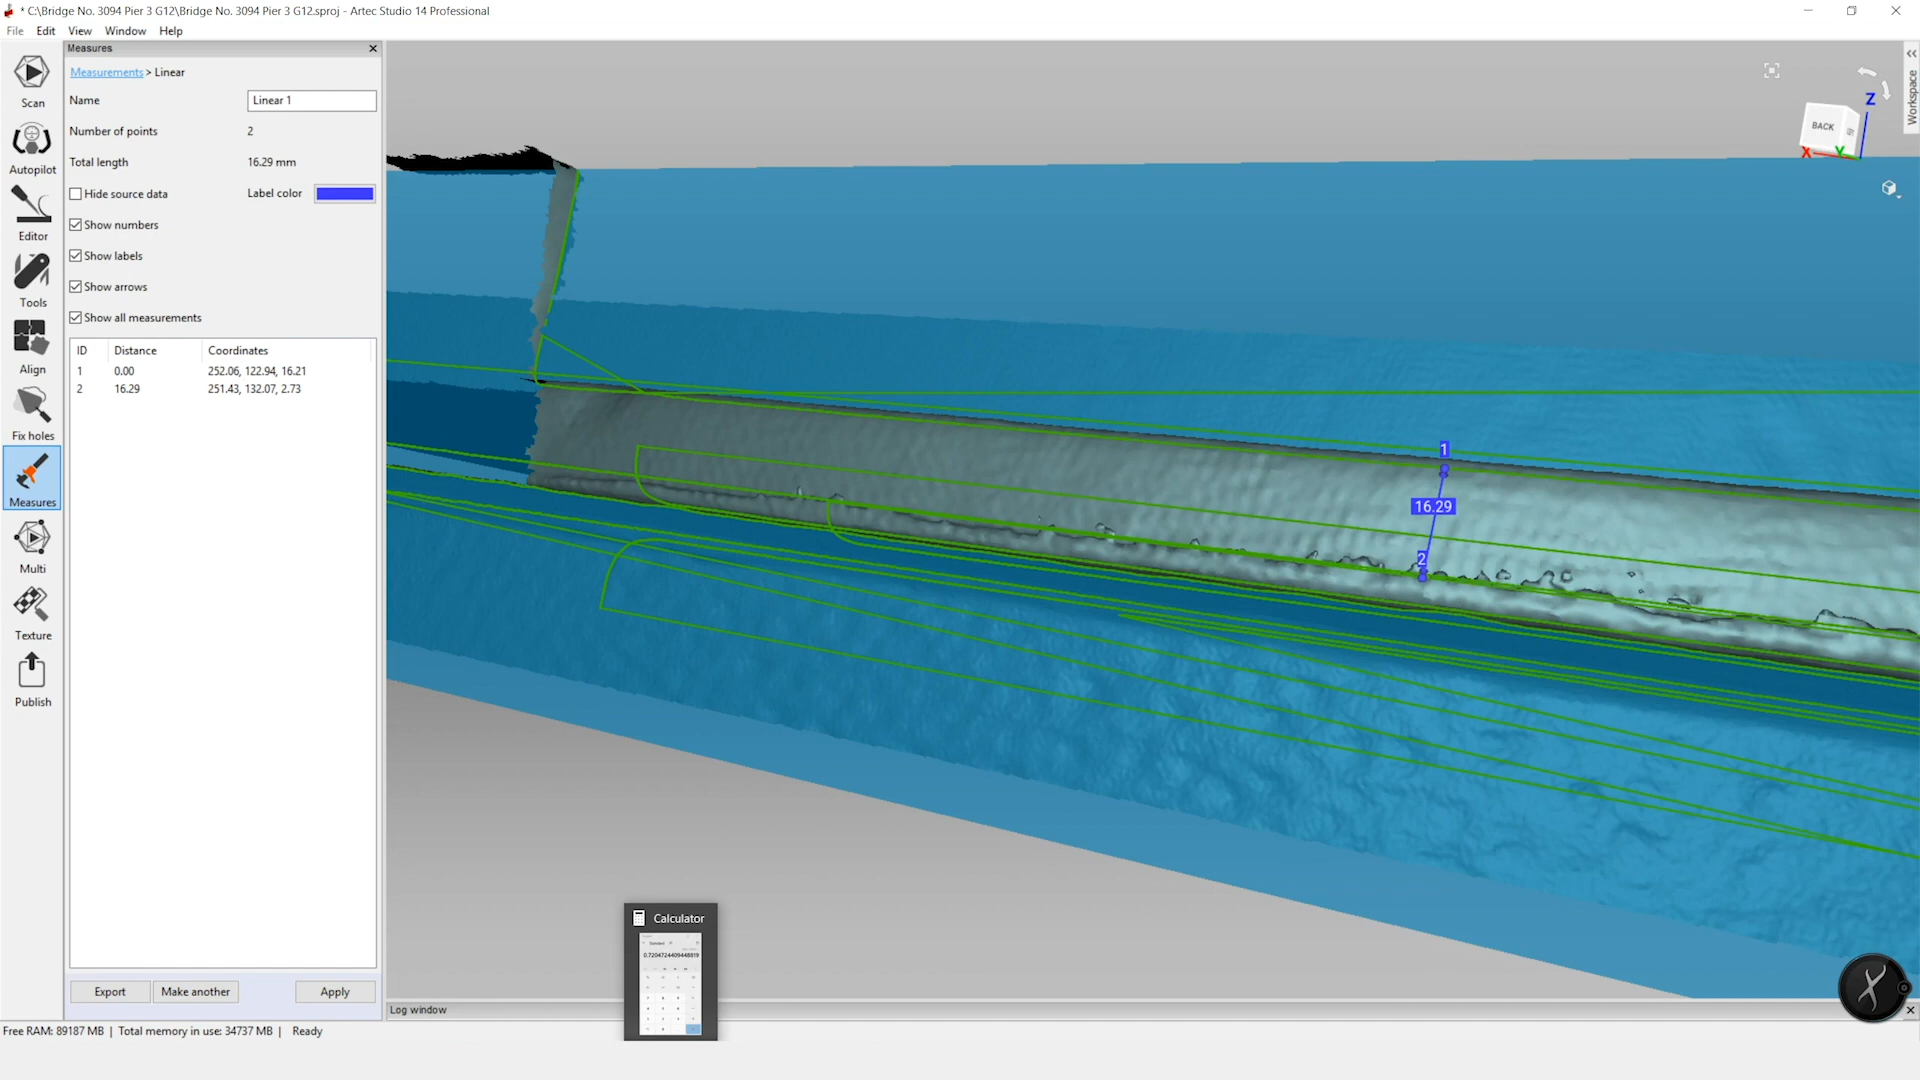 * C:\Bridge No. 3094 Pier 3 G12\Bridge No. 3094 Pier 3 G12.sproj - Artec Studio 14 Professional
File Edit View Window Help
Measures
Measurements > Linear
Name Linear 1
Number of points 2
Total length 16.29 mm
Hide source data Label color
Show numbers
Show labels
Show arrows
Show all measurements
ID Distance Coordinates
1 0.00 252.06, 122.94, 16.21
2 16.29 251.43, 132.07, 2.73
Export Make another Apply
Scan
Autopilot
Editor
Tools
Align
Fix holes
Measures
Multi
Texture
Publish
1
16.29
2
Z
BACK
X
Y
Workspace
Calculator
Standard
0.7204724409448819
Log window
Free RAM: 89187 MB | Total memory in use: 34737 MB | Ready